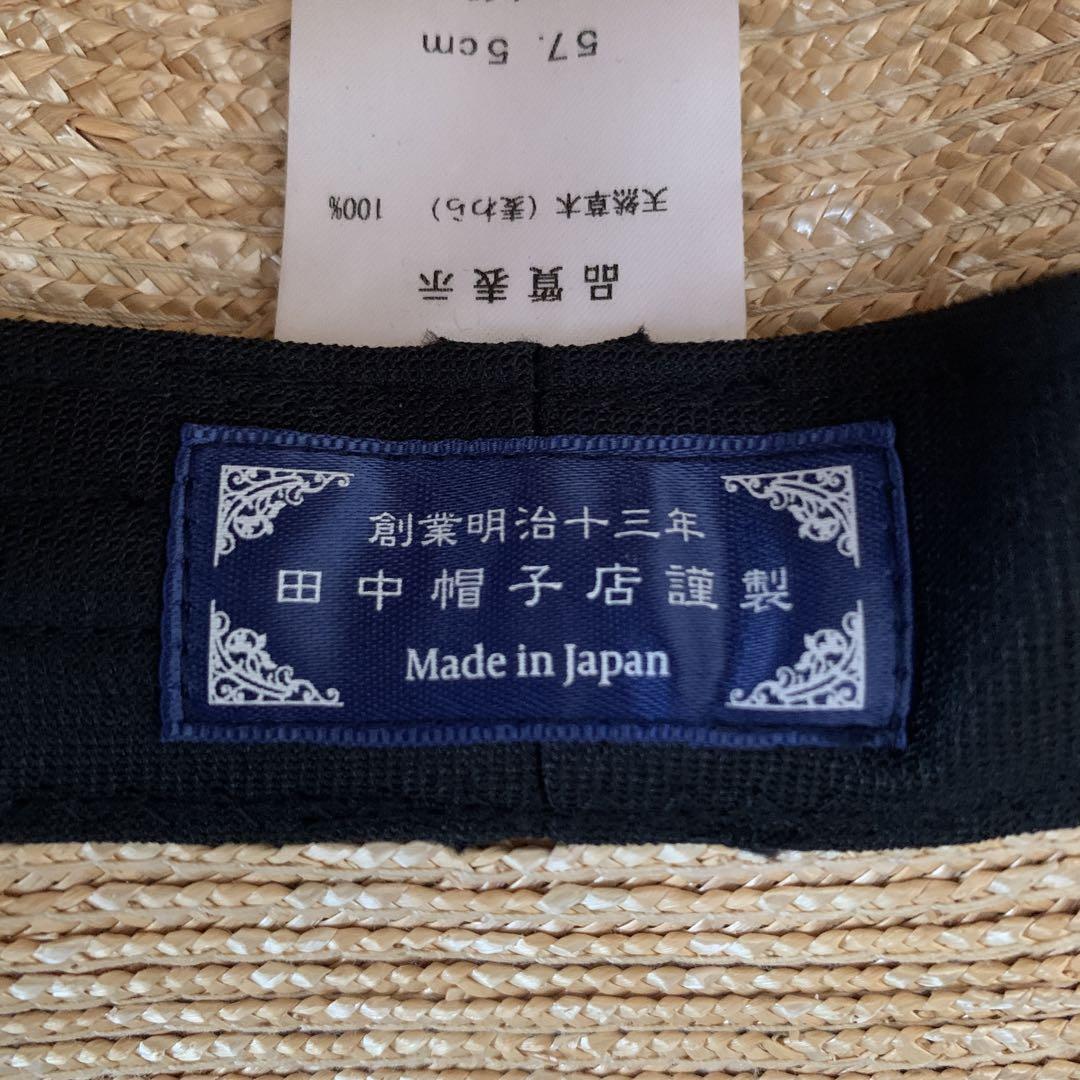 品質表示
天然草木（麦わら） 100%
57. 5cm
創業明治十三年
田中帽子店謹製
Made in Japan